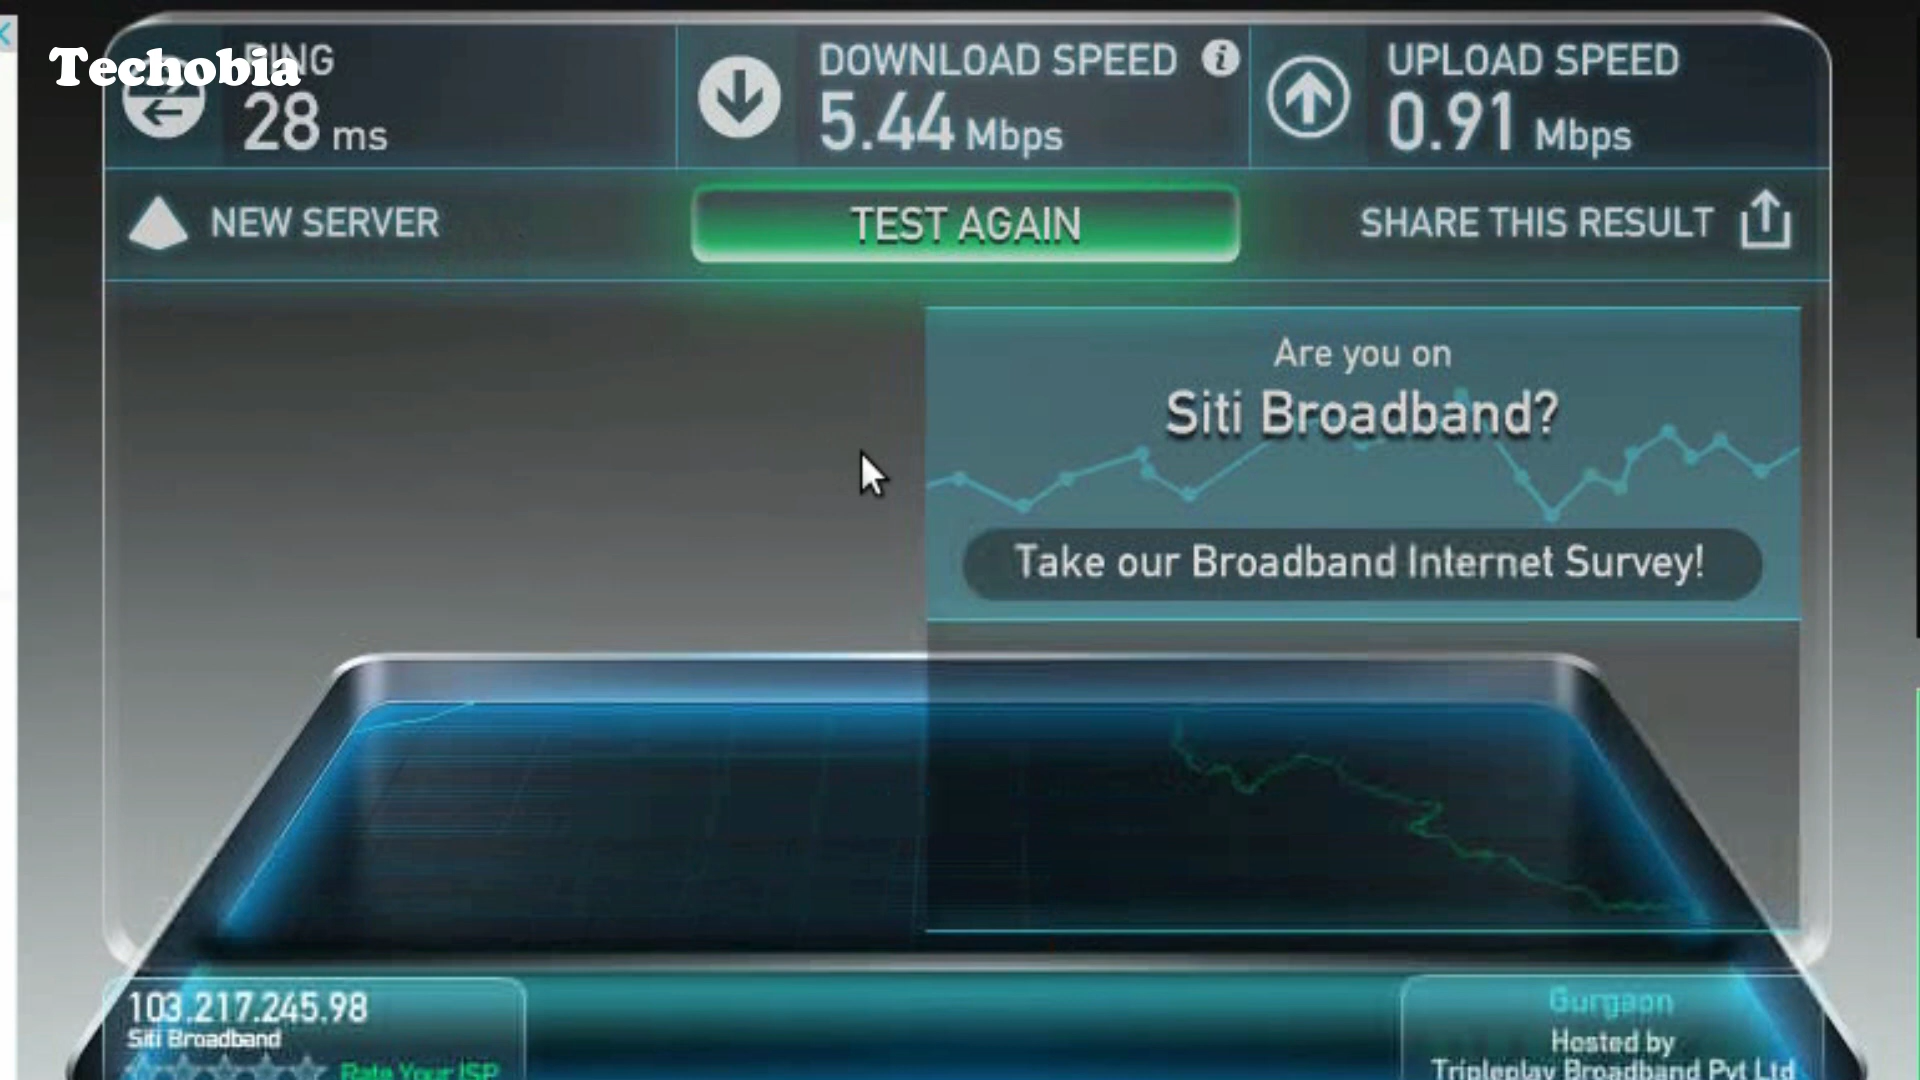 Techobia
PING
28 ms
DOWNLOAD SPEED
5.44 Mbps
UPLOAD SPEED
0.91 Mbps
NEW SERVER
TEST AGAIN
SHARE THIS RESULT
Are you on
Siti Broadband?
Take our Broadband Internet Survey!
103.217.245.98
Siti Broadband
Rate Your ISP
Gurgaon
Hosted by
Tripleplay Broadband Pvt Ltd